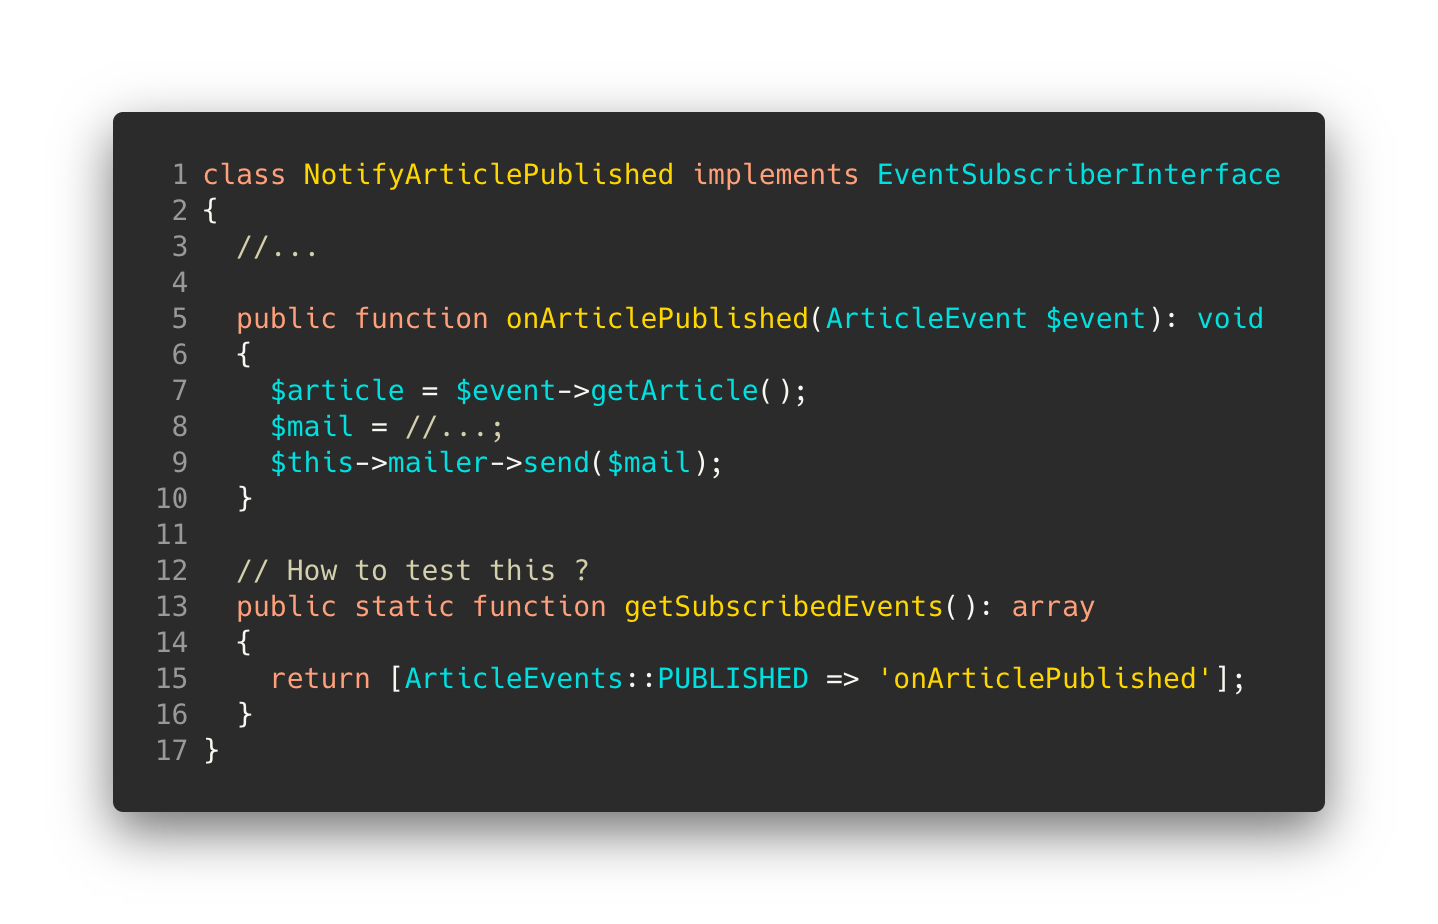 1 class NotifyArticlePublished implements EventSubscriberInterface
2 {
3   //...
4
5   public function onArticlePublished(ArticleEvent $event): void
6   {
7     $article = $event->getArticle();
8     $mail = //...;
9     $this->mailer->send($mail);
10   }
11
12   // How to test this ?
13   public static function getSubscribedEvents(): array
14   {
15     return [ArticleEvents::PUBLISHED => 'onArticlePublished'];
16   }
17 }